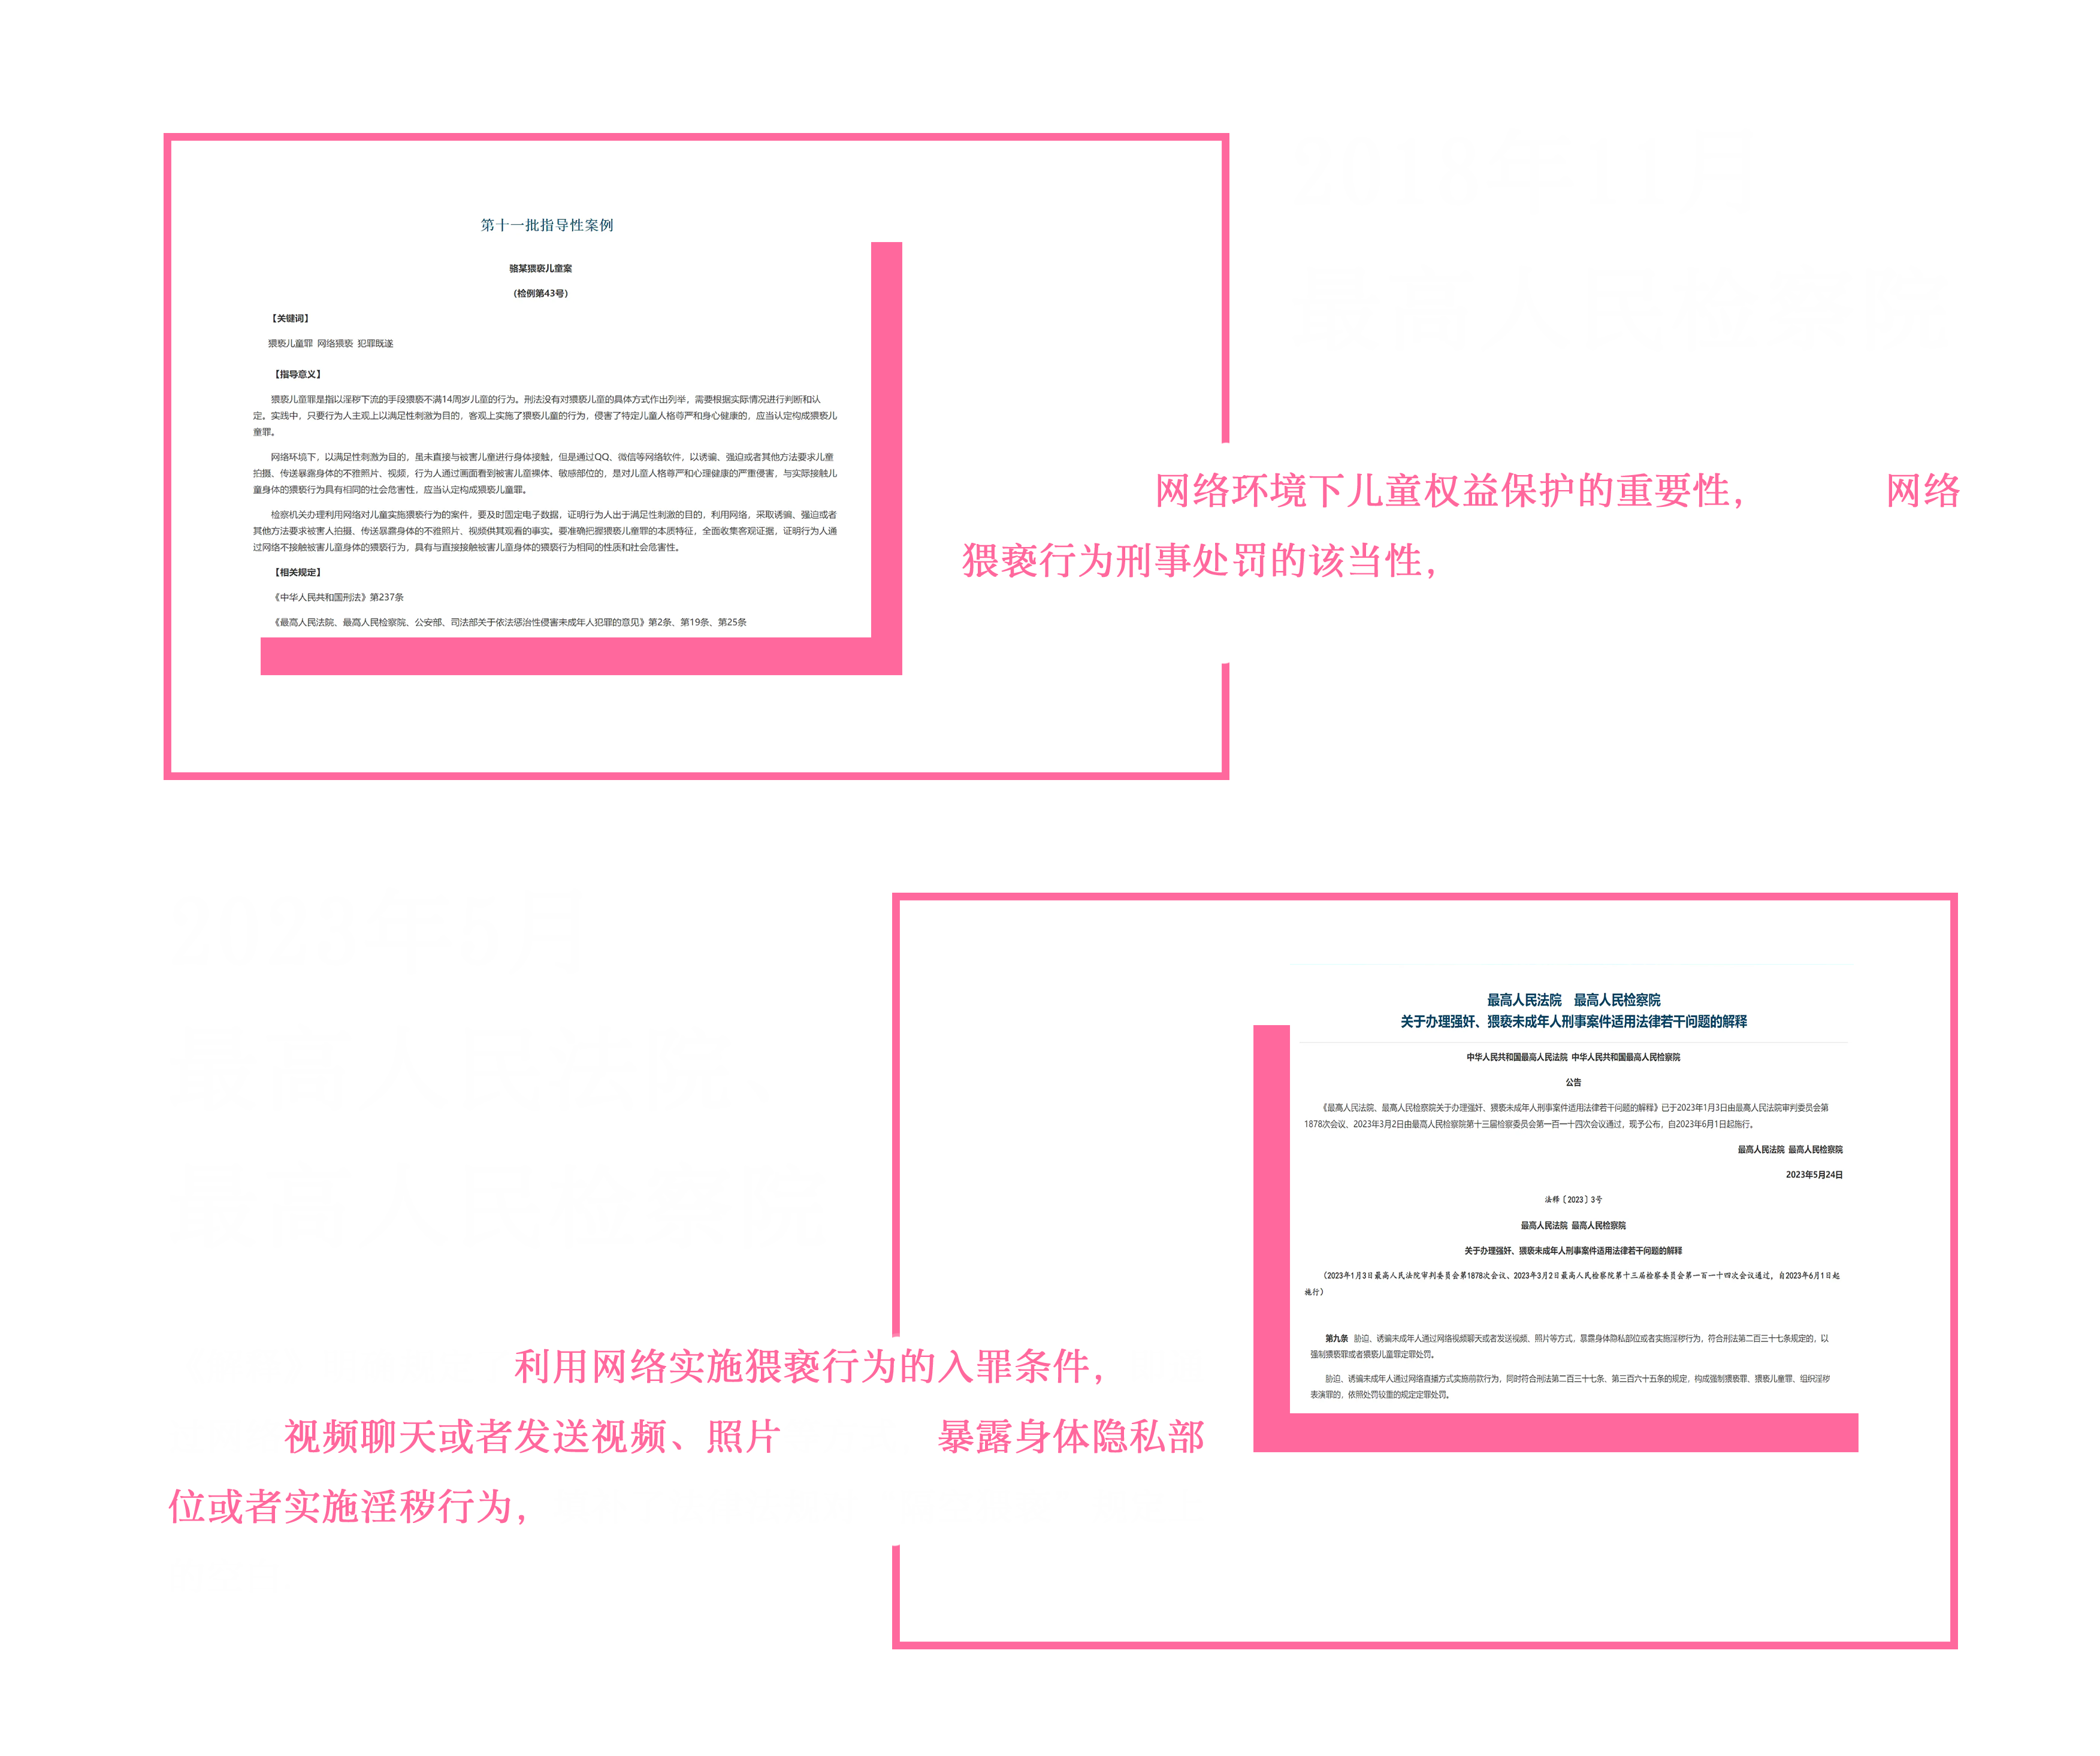 2018年11月
最高人民检察院
第十一批指导性案例
骆某猥亵儿童案
（检例第43号）
【关键词】
猥亵儿童罪 网络猥亵 犯罪既遂
【指导意义】
猥亵儿童罪是指以淫秽下流的手段猥亵不满14周岁儿童的行为。刑法没有对猥亵儿童的具体方式作出列举，需要根据实际情况进行判断和认
定。实践中，只要行为人主观上以满足性刺激为目的，客观上实施了猥亵儿童的行为，侵害了特定儿童人格尊严和身心健康的，应当认定构成猥亵儿
童罪。
网络环境下，以满足性刺激为目的，虽未直接与被害儿童进行身体接触，但是通过QQ、微信等网络软件，以诱骗、强迫或者其他方法要求儿童
拍摄、传送暴露身体的不雅照片、视频，行为人通过画面看到被害儿童裸体、敏感部位的，是对儿童人格尊严和心理健康的严重侵害，与实际接触儿
童身体的猥亵行为具有相同的社会危害性，应当认定构成猥亵儿童罪。
检察机关办理利用网络对儿童实施猥亵行为的案件，要及时固定电子数据，证明行为人出于满足性刺激的目的，利用网络，采取诱骗、强迫或者
其他方法要求被害人拍摄、传送暴露身体的不雅照片、视频供其观看的事实。要准确把握猥亵儿童罪的本质特征，全面收集客观证据，证明行为人通
过网络不接触被害儿童身体的猥亵行为，具有与直接接触被害儿童身体的猥亵行为相同的性质和社会危害性。
【相关规定】
《中华人民共和国刑法》第237条
《最高人民法院、最高人民检察院、公安部、司法部关于依法惩治性侵害未成年人犯罪的意见》第2条、第19条、第25条
网络环境下儿童权益保护的重要性， 网络
猥亵行为刑事处罚的该当性，
2023年5月
最高人民法院、
最高人民检察院
利用网络实施猥亵行为的入罪条件，
视频聊天或者发送视频、照片 暴露身体隐私部
位或者实施淫秽行为，
最高人民法院 最高人民检察院
关于办理强奸、猥亵未成年人刑事案件适用法律若干问题的解释
中华人民共和国最高人民法院 中华人民共和国最高人民检察院
公告
《最高人民法院、最高人民检察院关于办理强奸、猥亵未成年人刑事案件适用法律若干问题的解释》已于2023年1月3日由最高人民法院审判委员会第
1878次会议、2023年3月2日由最高人民检察院第十三届检察委员会第一百一十四次会议通过，现予公布，自2023年6月1日起施行。
最高人民法院 最高人民检察院
2023年5月24日
法释〔2023〕3号
最高人民法院 最高人民检察院
关于办理强奸、猥亵未成年人刑事案件适用法律若干问题的解释
（2023年1月3日最高人民法院审判委员会第1878次会议、2023年3月2日最高人民检察院第十三届检察委员会第一百一十四次会议通过，自2023年6月1日起
施行）
第九条 胁迫、诱骗未成年人通过网络视频聊天或者发送视频、照片等方式，暴露身体隐私部位或者实施淫秽行为，符合刑法第二百三十七条规定的，以
强制猥亵罪或者猥亵儿童罪定罪处罚。
胁迫、诱骗未成年人通过网络直播方式实施前款行为，同时符合刑法第二百三十七条、第三百六十五条的规定，构成强制猥亵罪、猥亵儿童罪、组织淫秽
表演罪的，依照处罚较重的规定定罪处罚。